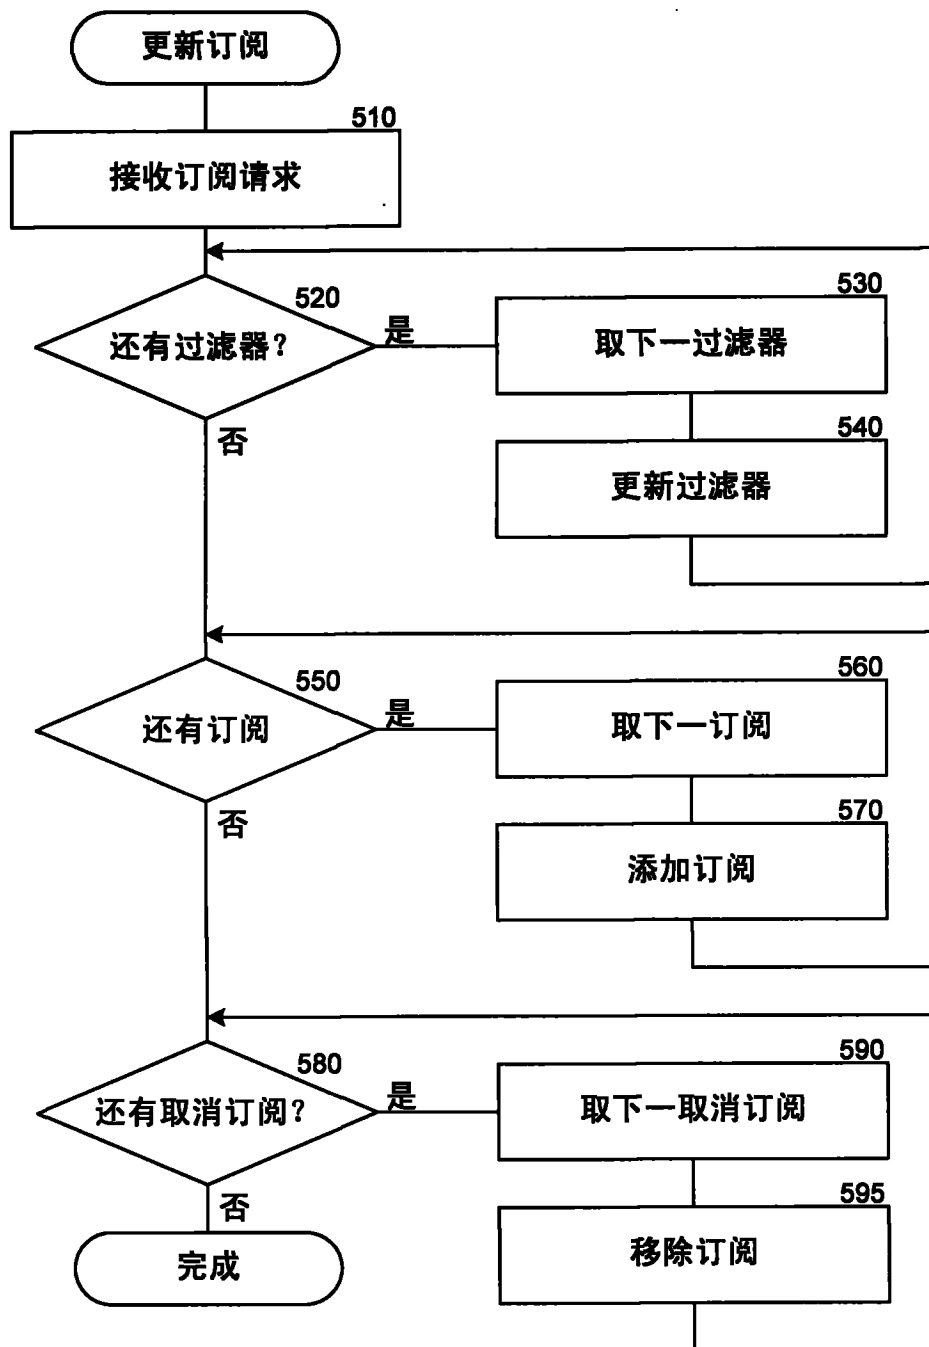 更新订阅
510
接收订阅请求
520
还有过滤器?
是
530
取下一过滤器
540
更新过滤器
否
550
还有订阅
是
560
取下一订阅
570
添加订阅
否
580
还有取消订阅?
是
590
取下一取消订阅
595
移除订阅
否
完成